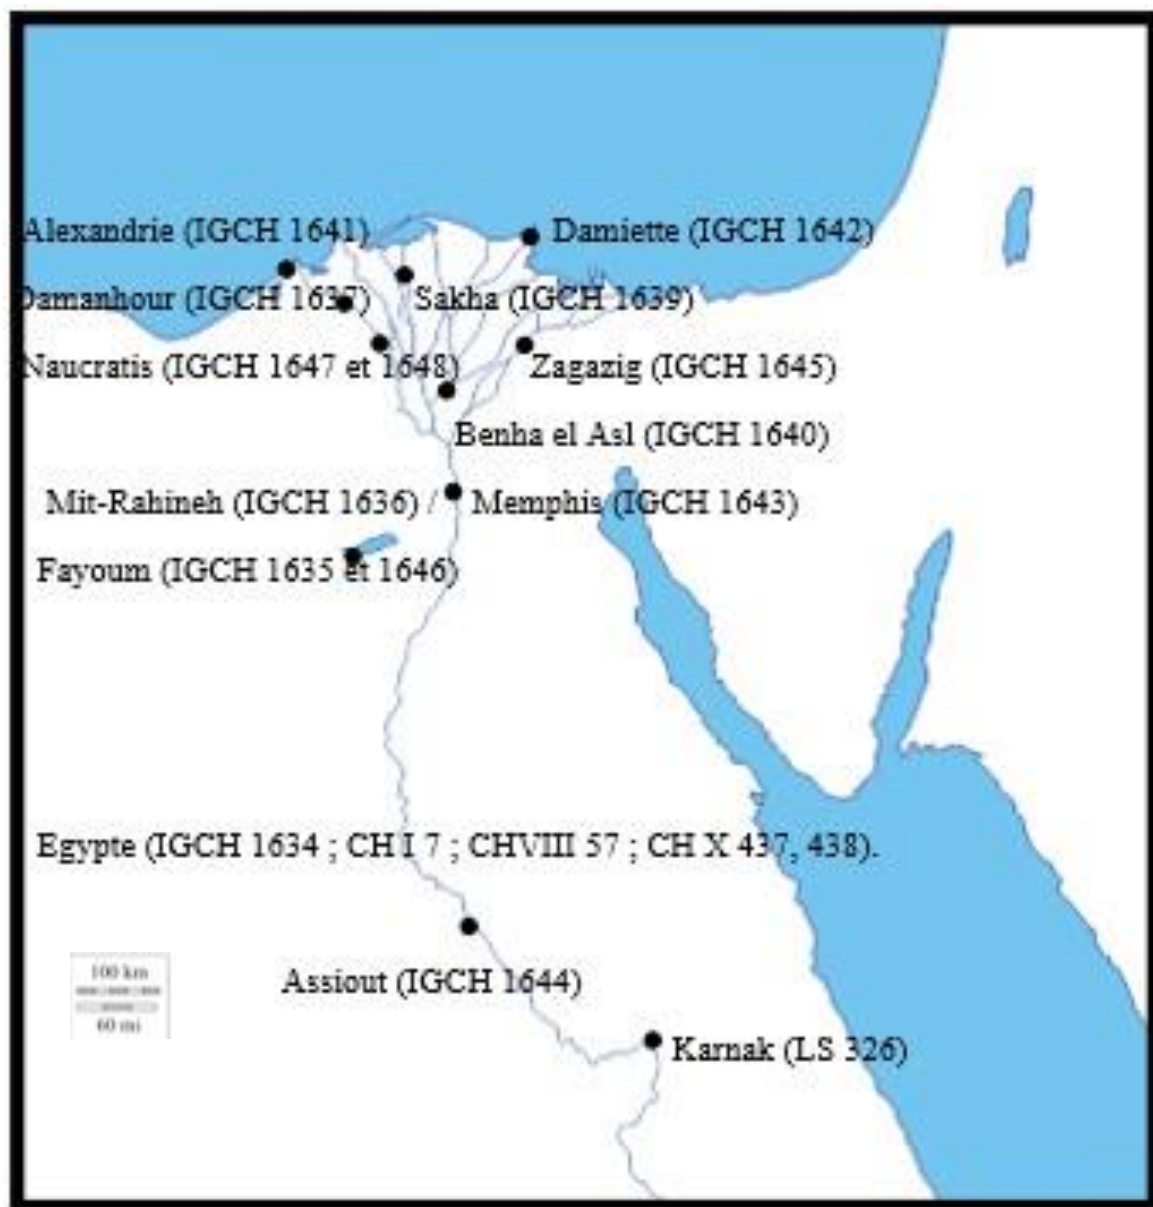 Alexandrie (IGCH 1641)
Damiette (IGCH 1642)
Damanhour (IGCH 1637)
Sakha (IGCH 1639)
Naucratis (IGCH 1647 et 1648)
Zagazig (IGCH 1645)
Benha el Asl (IGCH 1640)
Mit-Rahineh (IGCH 1636) / Memphis (IGCH 1643)
Fayoum (IGCH 1635 et 1646)
Egypte (IGCH 1634 ; CH I 7 ; CHVIII 57 ; CH X 437, 438).
100 km
60 mi
Assiout (IGCH 1644)
Karnak (LS 326)